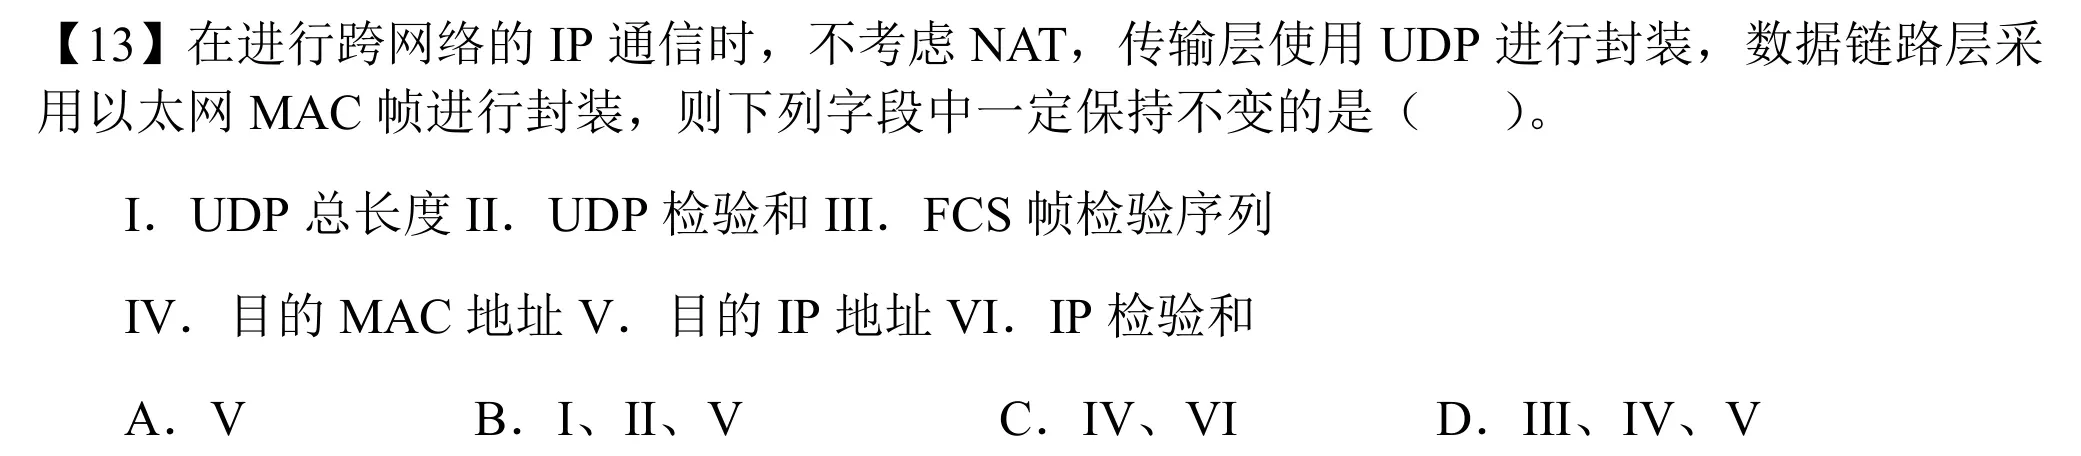 【13】在进行跨网络的 IP 通信时，不考虑 NAT，传输层使用 UDP 进行封装，数据链路层采
用以太网 MAC 帧进行封装，则下列字段中一定保持不变的是（　　）。
I．UDP 总长度 II．UDP 检验和 III．FCS 帧检验序列
IV．目的 MAC 地址 V．目的 IP 地址 VI．IP 检验和
A．V B．I、II、V C．IV、VI D．III、IV、V